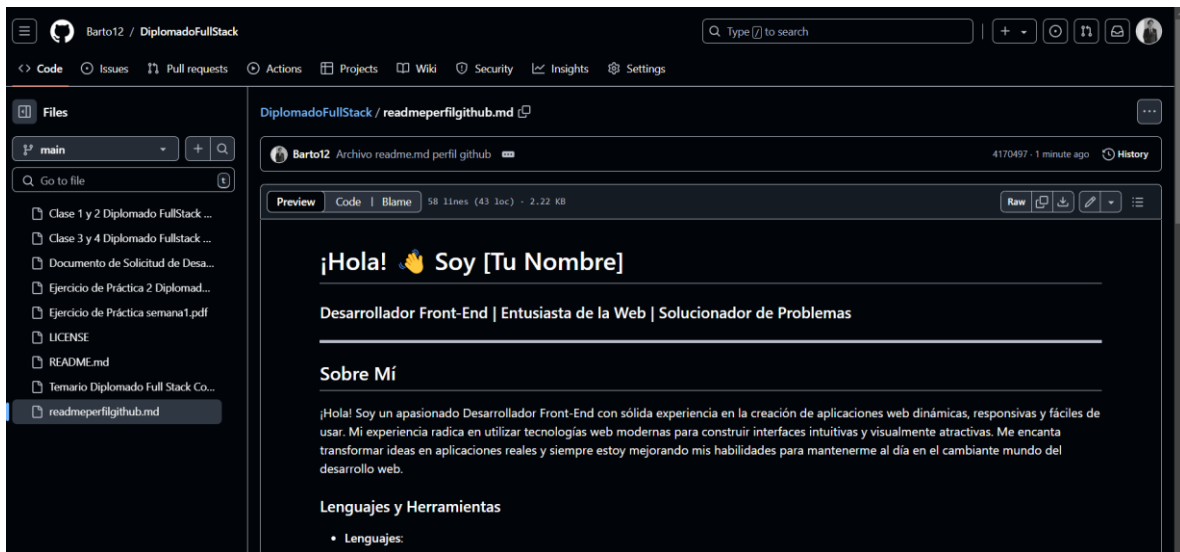 Barto12 / DiplomadoFullStack
Type / to search
Code Issues Pull requests Actions Projects Wiki Security Insights Settings
Files
main
Go to file
t
Clase 1 y 2 Diplomado FullStack ...
Clase 3 y 4 Diplomado Fullstack ...
Documento de Solicitud de Desa...
Ejercicio de Práctica 2 Diplomad...
Ejercicio de Práctica semana1.pdf
LICENSE
README.md
Temario Diplomado Full Stack Co...
readmeperfilgithub.md
DiplomadoFullStack / readmeperfilgithub.md
Barto12 Archivo readme.md perfil github
4170497 · 1 minute ago History
Preview Code Blame 58 lines (43 loc) · 2.22 KB
Raw
¡Hola! 👋 Soy [Tu Nombre]
Desarrollador Front-End | Entusiasta de la Web | Solucionador de Problemas
Sobre Mí
¡Hola! Soy un apasionado Desarrollador Front-End con sólida experiencia en la creación de aplicaciones web dinámicas, responsivas y fáciles de
usar. Mi experiencia radica en utilizar tecnologías web modernas para construir interfaces intuitivas y visualmente atractivas. Me encanta
transformar ideas en aplicaciones reales y siempre estoy mejorando mis habilidades para mantenerme al día en el cambiante mundo del
desarrollo web.
Lenguajes y Herramientas
• Lenguajes: